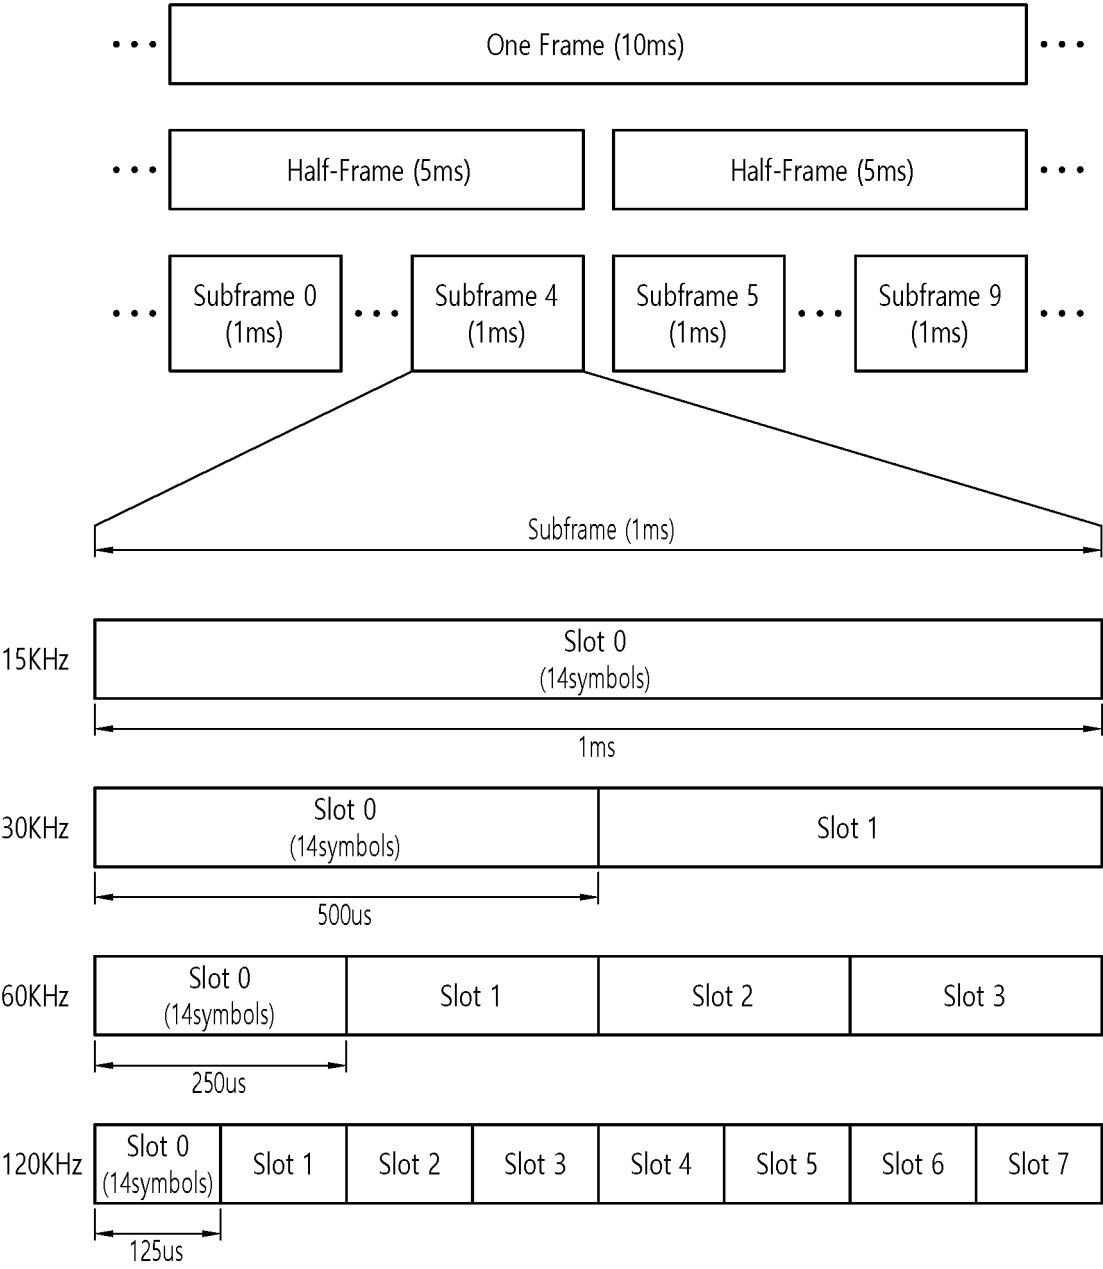 One Frame (10ms)
Half-Frame (5ms)
Half-Frame (5ms)
Subframe 0
(1ms)
Subframe 4
(1ms)
Subframe 5
(1ms)
Subframe 9
(1ms)
Subframe (1ms)
15KHz
Slot 0
(14symbols)
1ms
30KHz
Slot 0
(14symbols)
Slot 1
500us
60KHz
Slot 0
(14symbols)
Slot 1
Slot 2
Slot 3
250us
120KHz
Slot 0
(14symbols)
Slot 1
Slot 2
Slot 3
Slot 4
Slot 5
Slot 6
Slot 7
125us